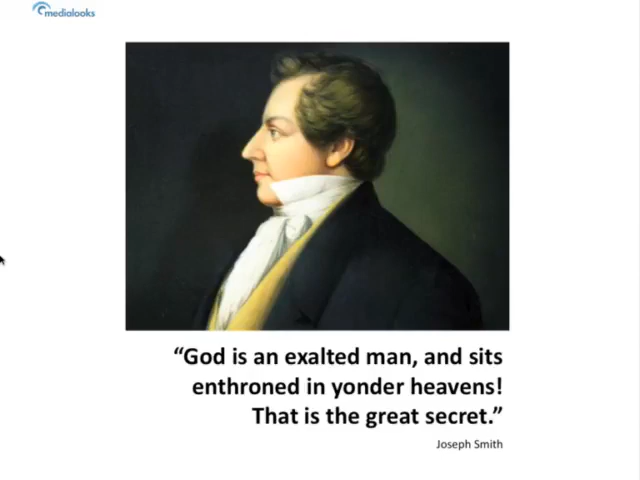 medialooks
“God is an exalted man, and sits
enthroned in yonder heavens!
That is the great secret.”
Joseph Smith